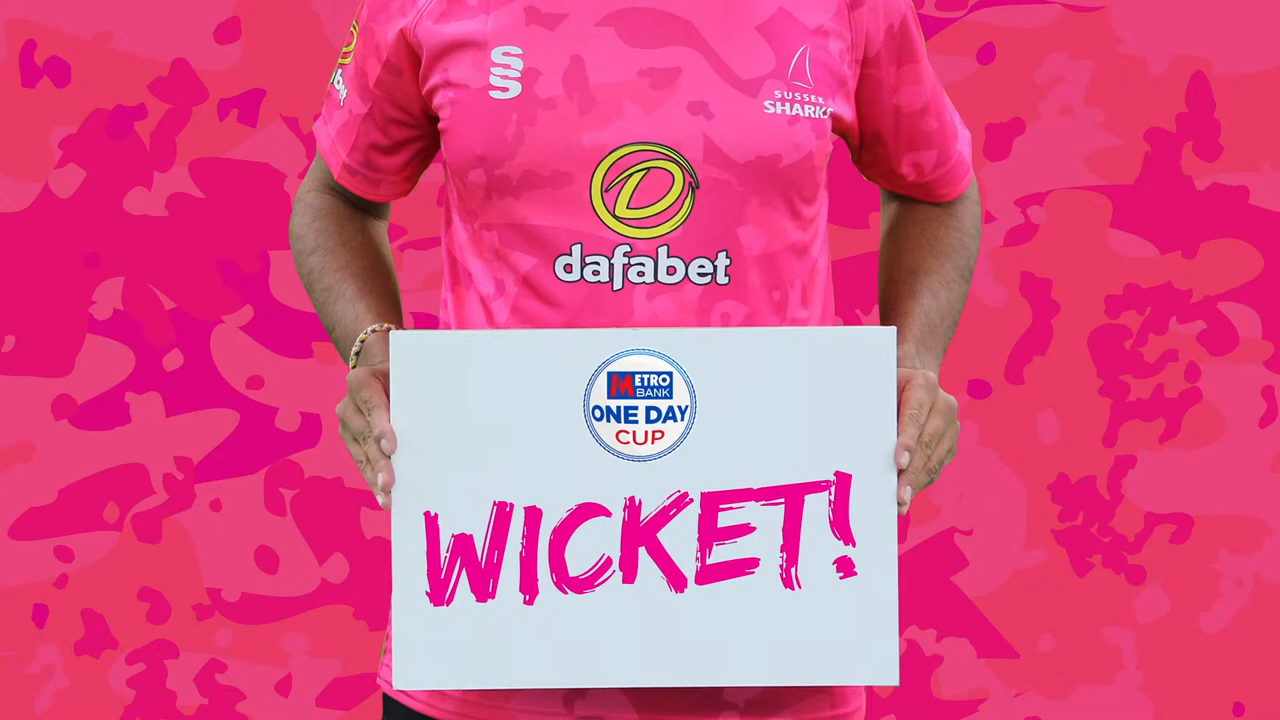 SUSSEX
SHARKS
dafabet
METRO
BANK
ONE DAY
CUP
WICKET!